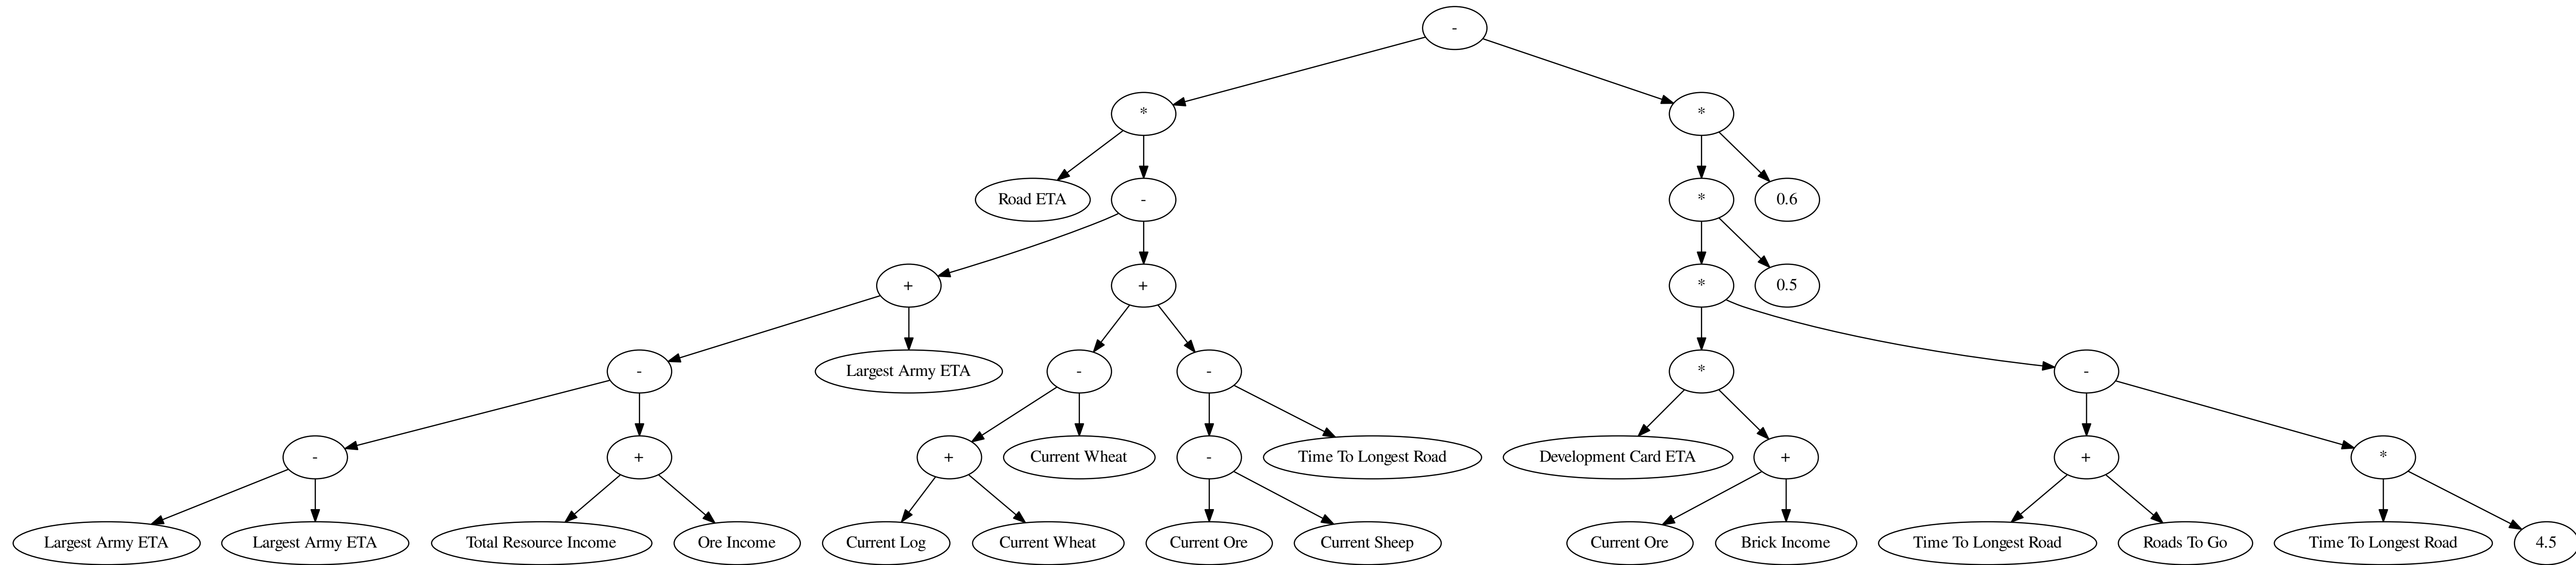 -
*
*
Road ETA
-
*
0.6
+
+
*
0.5
-
Largest Army ETA
-
-
*
-
-
+
+
Current Wheat
-
Time To Longest Road
Development Card ETA
+
+
*
Largest Army ETA
Largest Army ETA
Total Resource Income
Ore Income
Current Log
Current Wheat
Current Ore
Current Sheep
Current Ore
Brick Income
Time To Longest Road
Roads To Go
Time To Longest Road
4.5